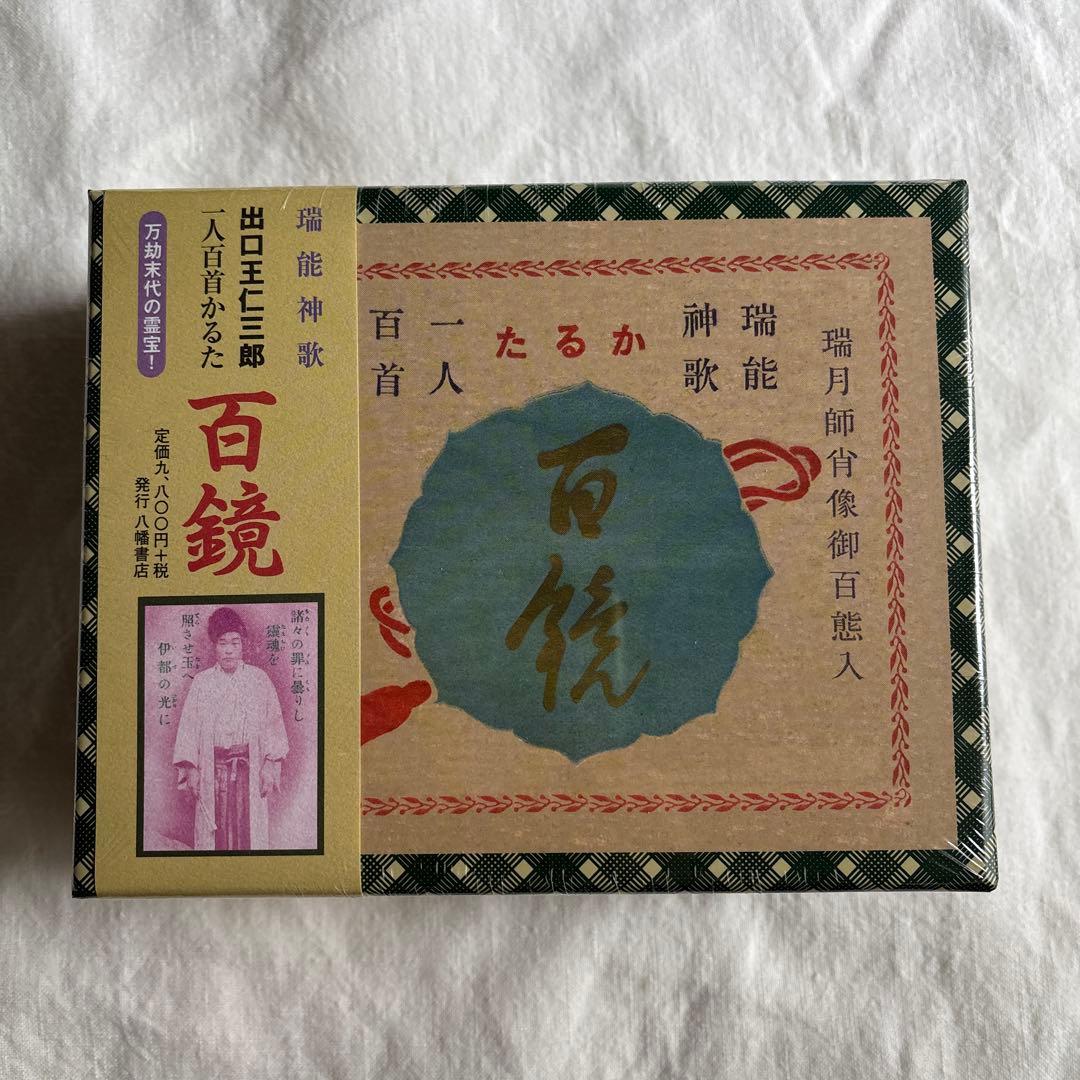 瑞月師肖像御百態入
瑞能
神歌
かるた
一人
百首
百鏡
瑞能神歌
出口王仁三郎
一人百首かるた
万劫末代の霊宝!
百鏡
定価九、八〇〇円+税
発行 八幡書店
諸々の罪に曇りし
靈魂を
照させ玉へ
伊都の光に